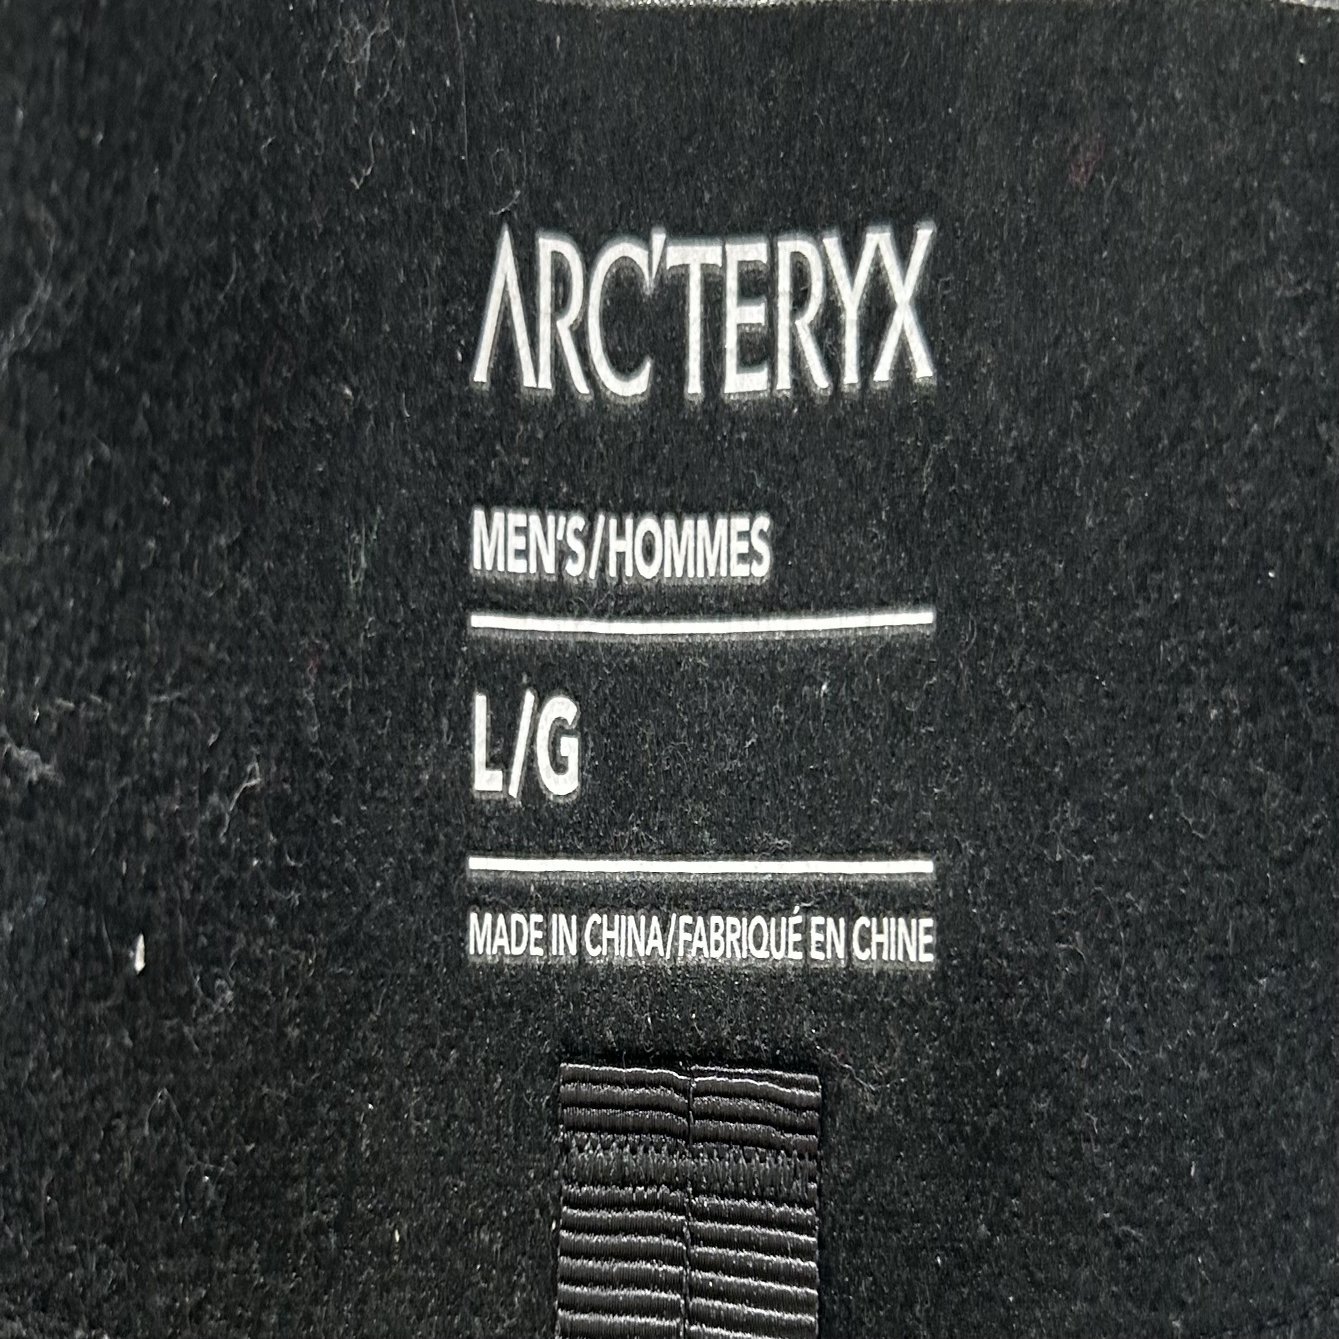 ARC'TERYX
MEN'S/HOMMES
L/G
MADE IN CHINA/FABRIQUÉ EN CHINE